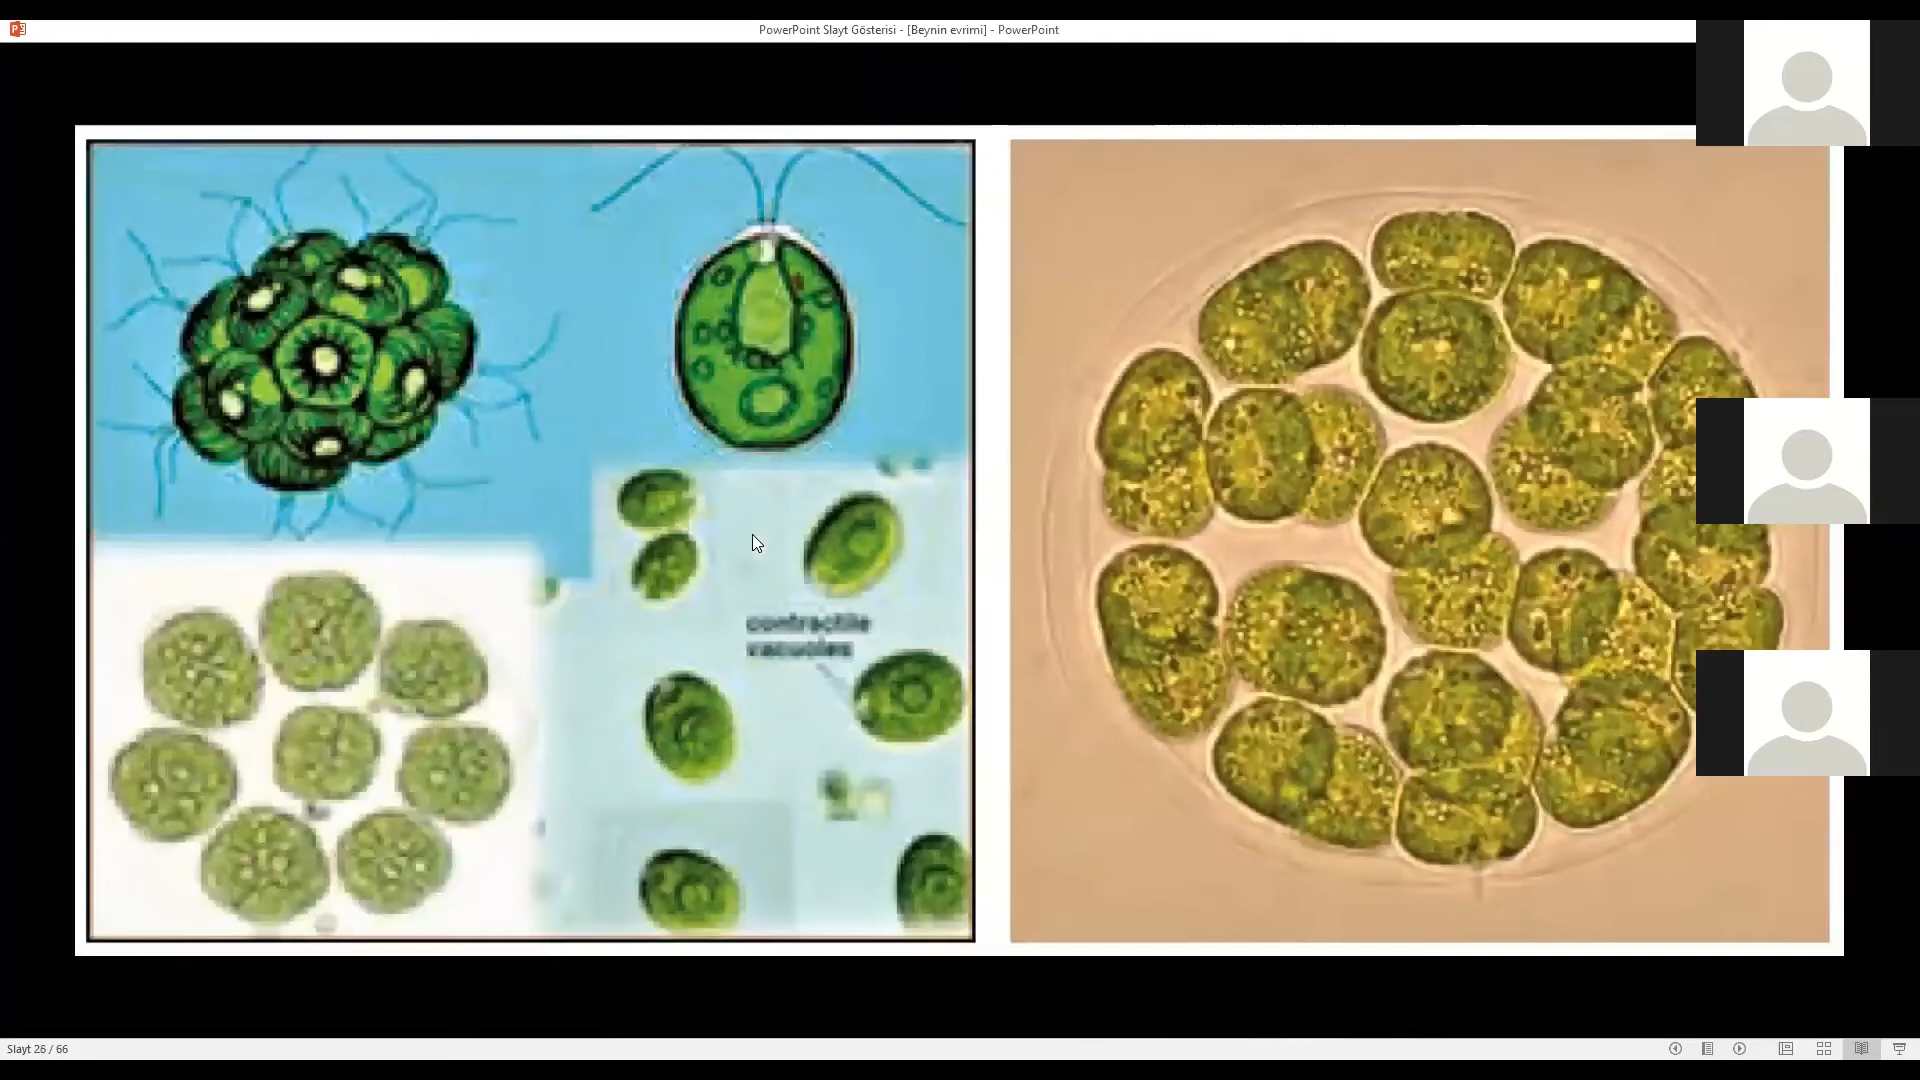 PowerPoint Slayt Gösterisi - [Beynin evrimi] - PowerPoint
contractile
vacuoles
Slayt 26 / 66